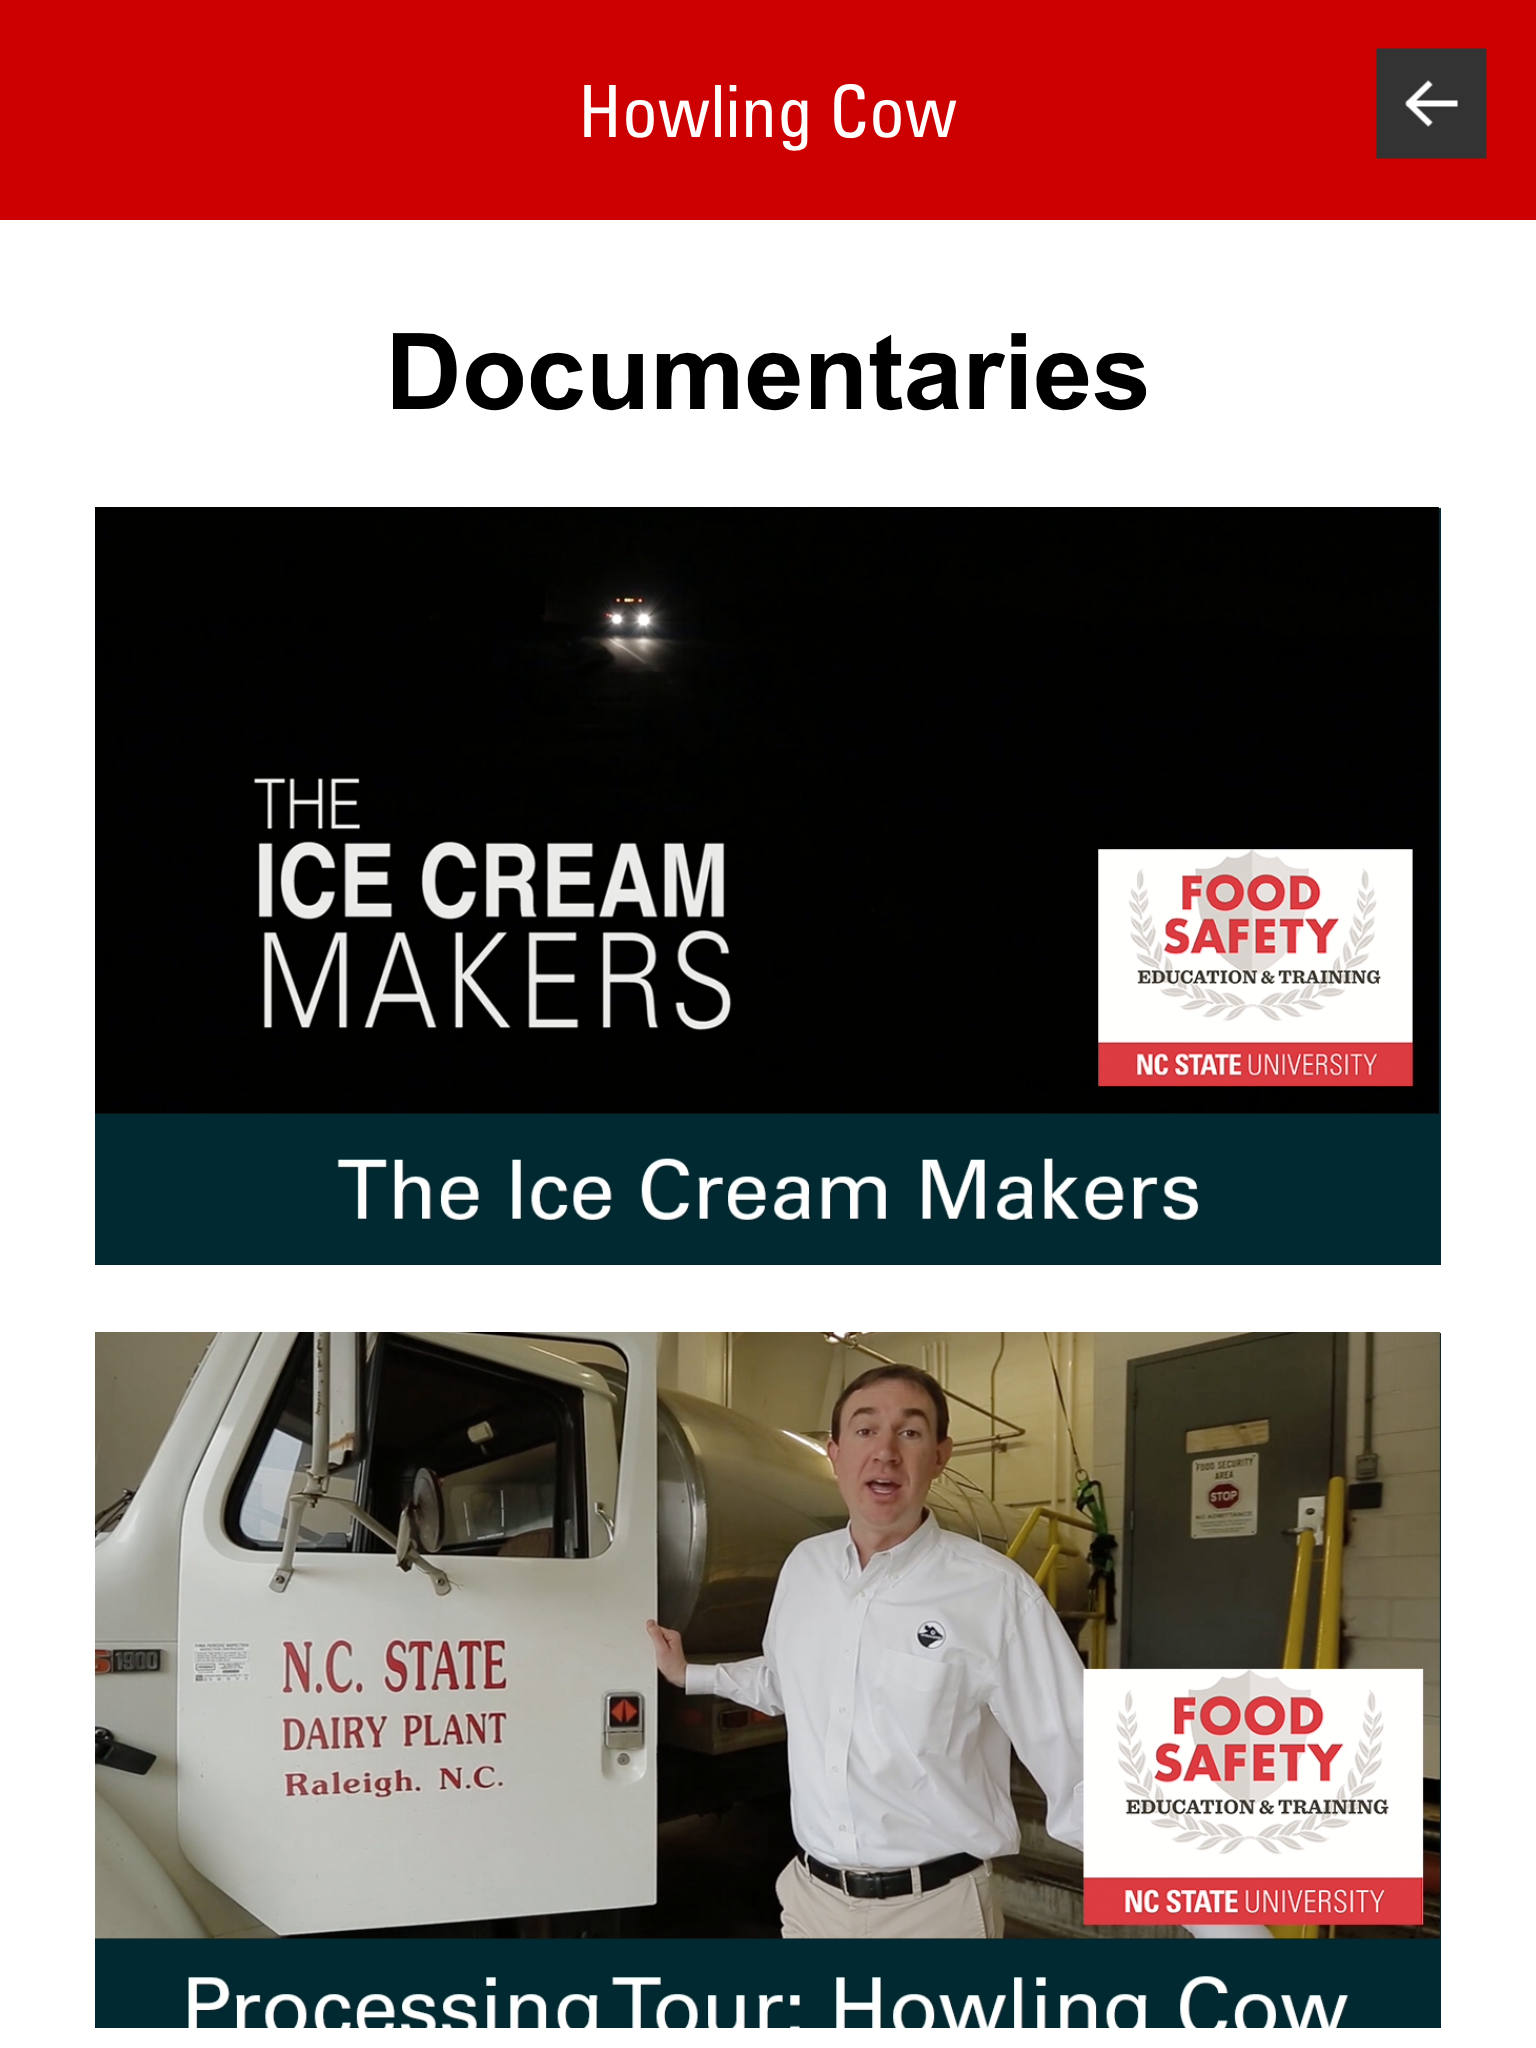 Howling Cow
Documentaries
THE
ICE CREAM
MAKERS
FOOD
SAFETY
EDUCATION & TRAINING
NC STATE UNIVERSITY
The Ice Cream Makers
FOOD SECURITY
AREA
STOP
NO ADMITTANCE
1900
N.C. STATE
DAIRY PLANT
Raleigh. N.C.
FOOD
SAFETY
EDUCATION & TRAINING
NC STATE UNIVERSITY
Processing Tour: Howling Cow